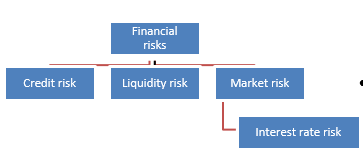 Financial
risks
Credit risk
Liquidity risk
Market risk
Interest rate risk